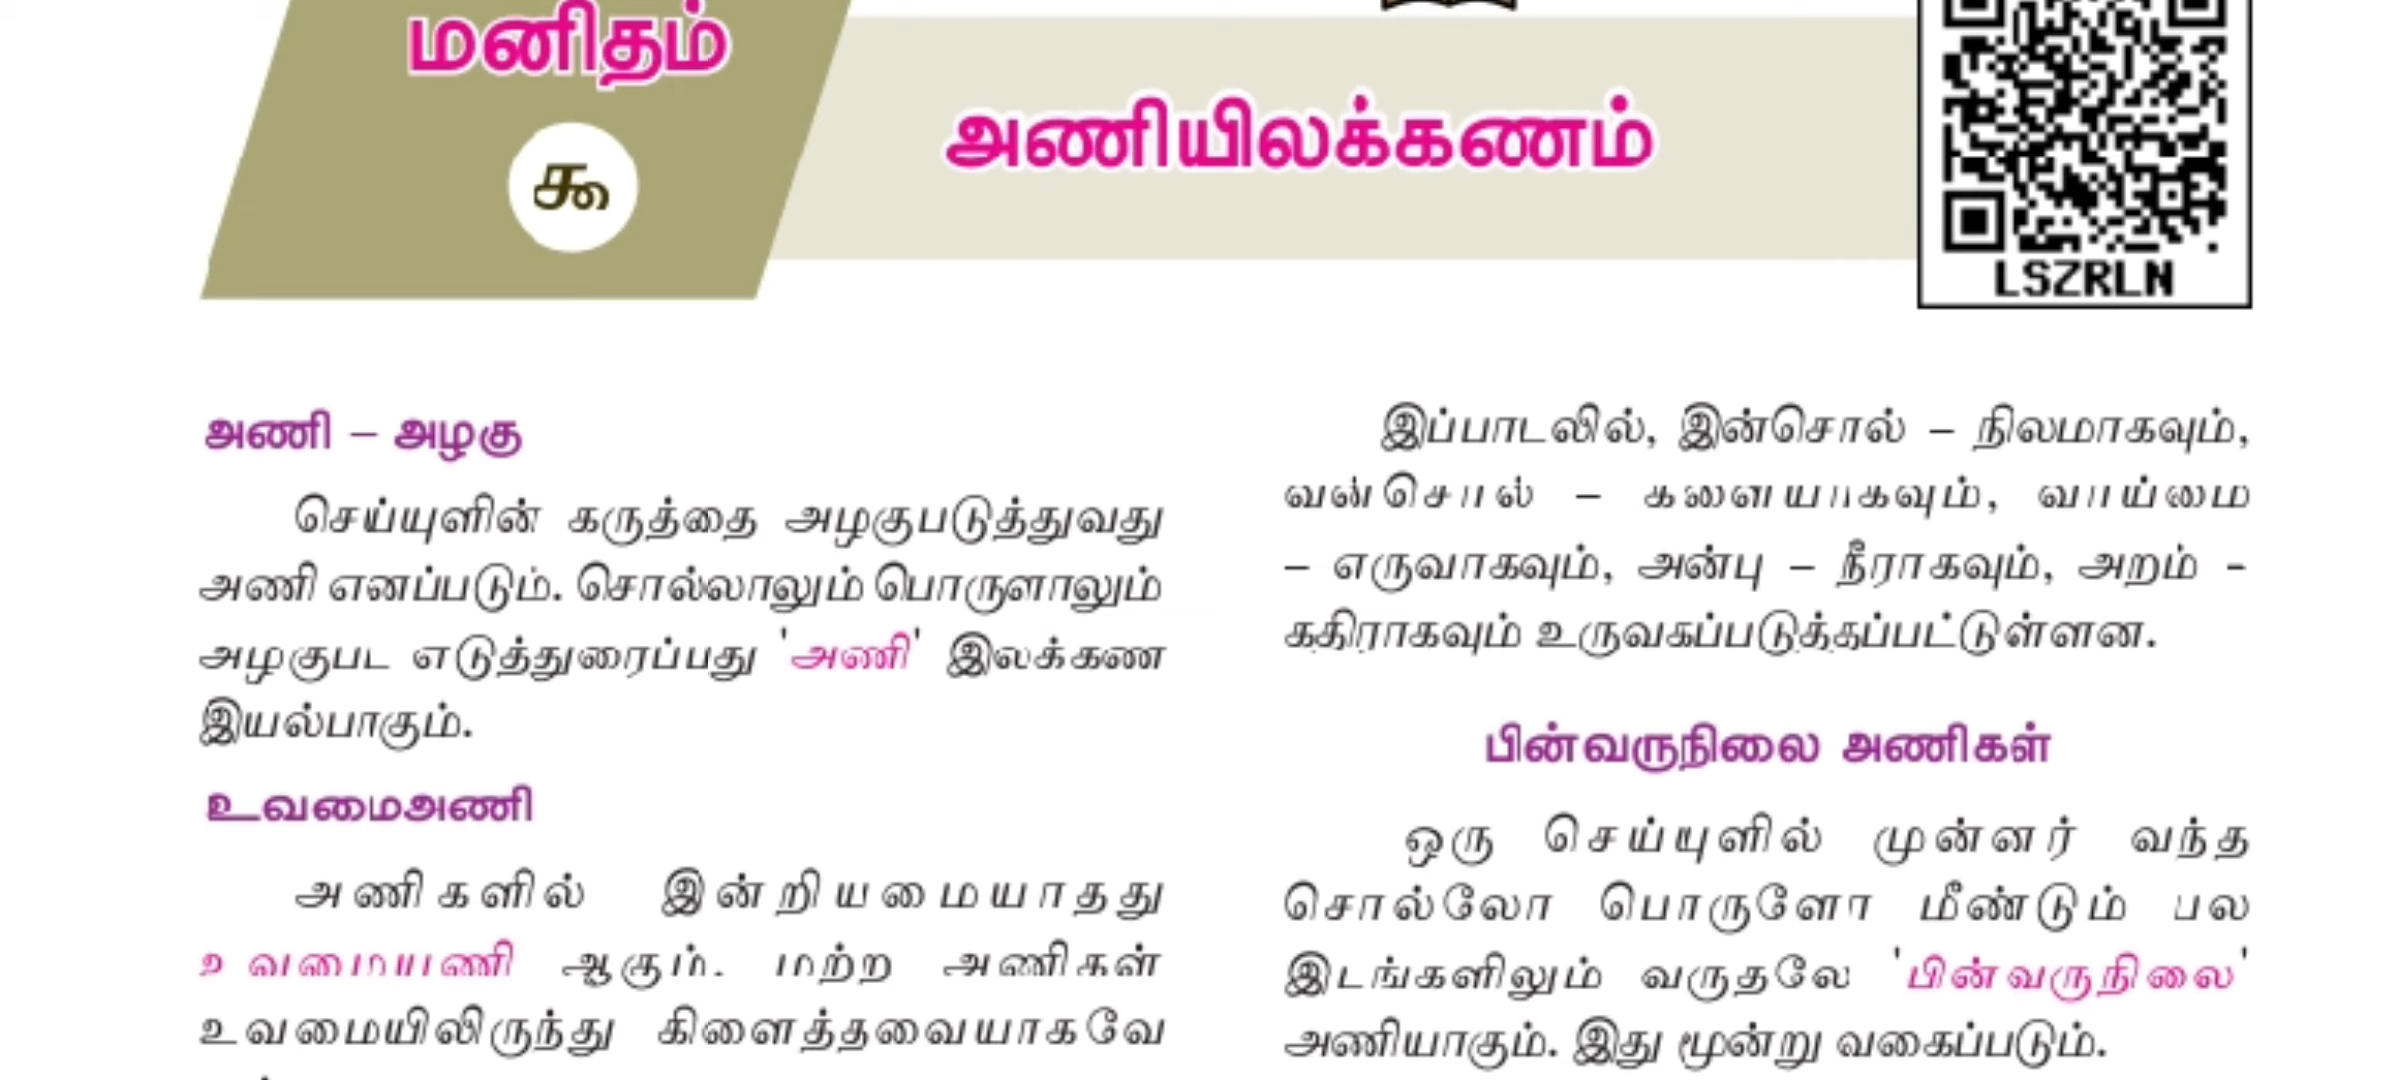 மனிதம்
௯
அணியிலக்கணம்
LSZRLN
அணி – அழகு
செய்யுளின் கருத்தை அழகுபடுத்துவது
அணி எனப்படும். சொல்லாலும் பொருளாலும்
அழகுபட எடுத்துரைப்பது 'அணி' இலக்கண
இயல்பாகும்.
உவமைஅணி
அணிகளில் இன்றியமையாதது
உவமையணி ஆகும். மற்ற அணிகள்
உவமையிலிருந்து கிளைத்தவையாகவே
இப்பாடலில், இன்சொல் – நிலமாகவும்,
வன்சொல் – களையாகவும், வாய்மை
– எருவாகவும், அன்பு – நீராகவும், அறம் -
கதிராகவும் உருவகப்படுத்தப்பட்டுள்ளன.
பின்வருநிலை அணிகள்
ஒரு செய்யுளில் முன்னர் வந்த
சொல்லோ பொருளோ மீண்டும் பல
இடங்களிலும் வருதலே 'பின்வருநிலை'
அணியாகும். இது மூன்று வகைப்படும்.